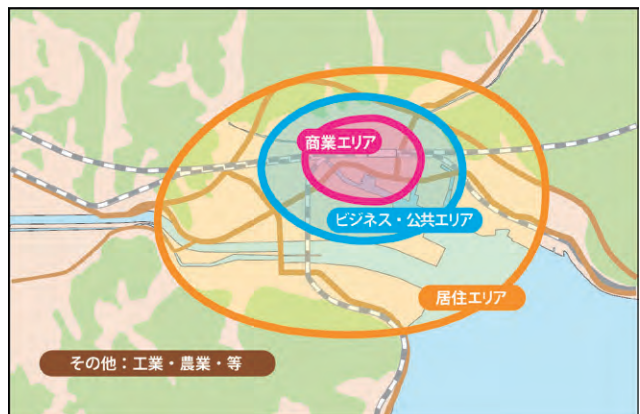 商業エリア
ビジネス・公共エリア
居住エリア
その他：工業・農業・等